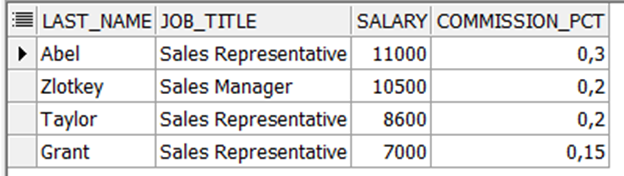 LAST_NAME JOB_TITLE SALARY COMMISSION_PCT
Abel Sales Representative 11000 0,3
Zlotkey Sales Manager 10500 0,2
Taylor Sales Representative 8600 0,2
Grant Sales Representative 7000 0,15